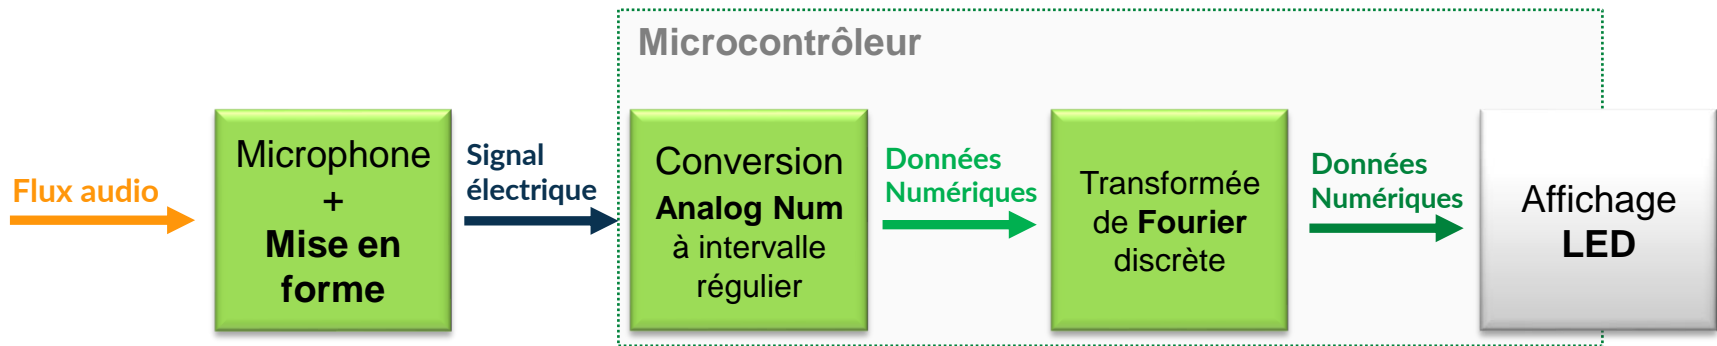 Microcontrôleur
Flux audio
Microphone
+
Mise en
forme
Signal
électrique
Conversion
Analog Num
à intervalle
régulier
Données
Numériques
Transformée
de Fourier
discrète
Données
Numériques
Affichage
LED